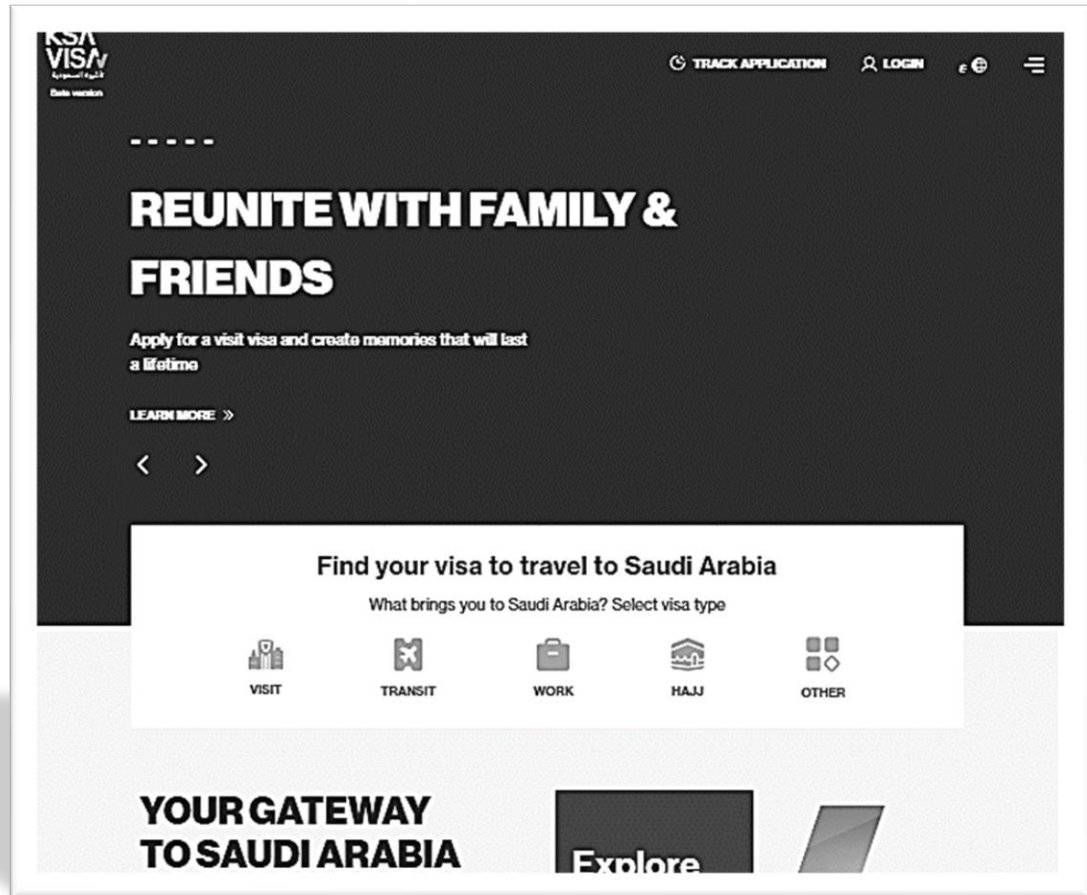 KSA
VISA
التأشيرة السعودية
Beta version
TRACK APPLICATION
LOGIN
ع
REUNITE WITH FAMILY &
FRIENDS
Apply for a visit visa and create memories that will last
a lifetime
LEARN MORE
Find your visa to travel to Saudi Arabia
What brings you to Saudi Arabia? Select visa type
VISIT
TRANSIT
WORK
HAJJ
OTHER
YOUR GATEWAY
TO SAUDI ARABIA
Explore